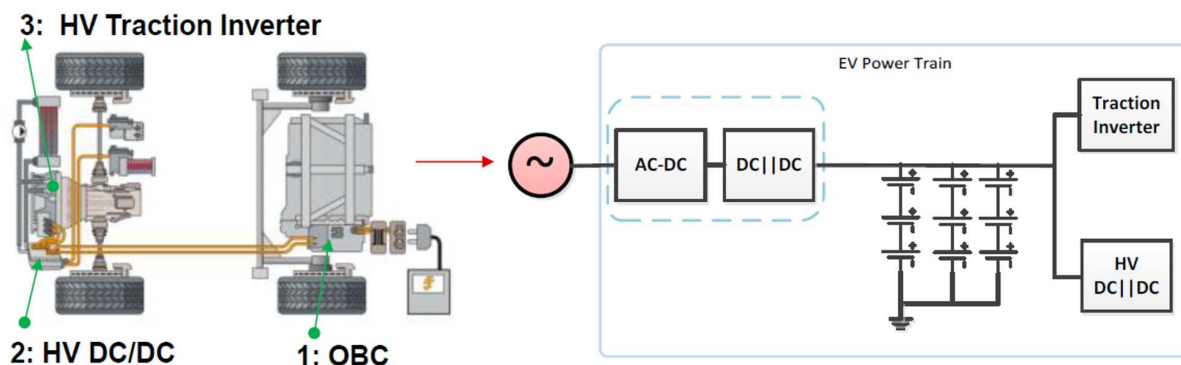 3: HV Traction Inverter
2: HV DC/DC
1: OBC
EV Power Train
~
AC-DC
DC||DC
Traction
Inverter
HV
DC||DC